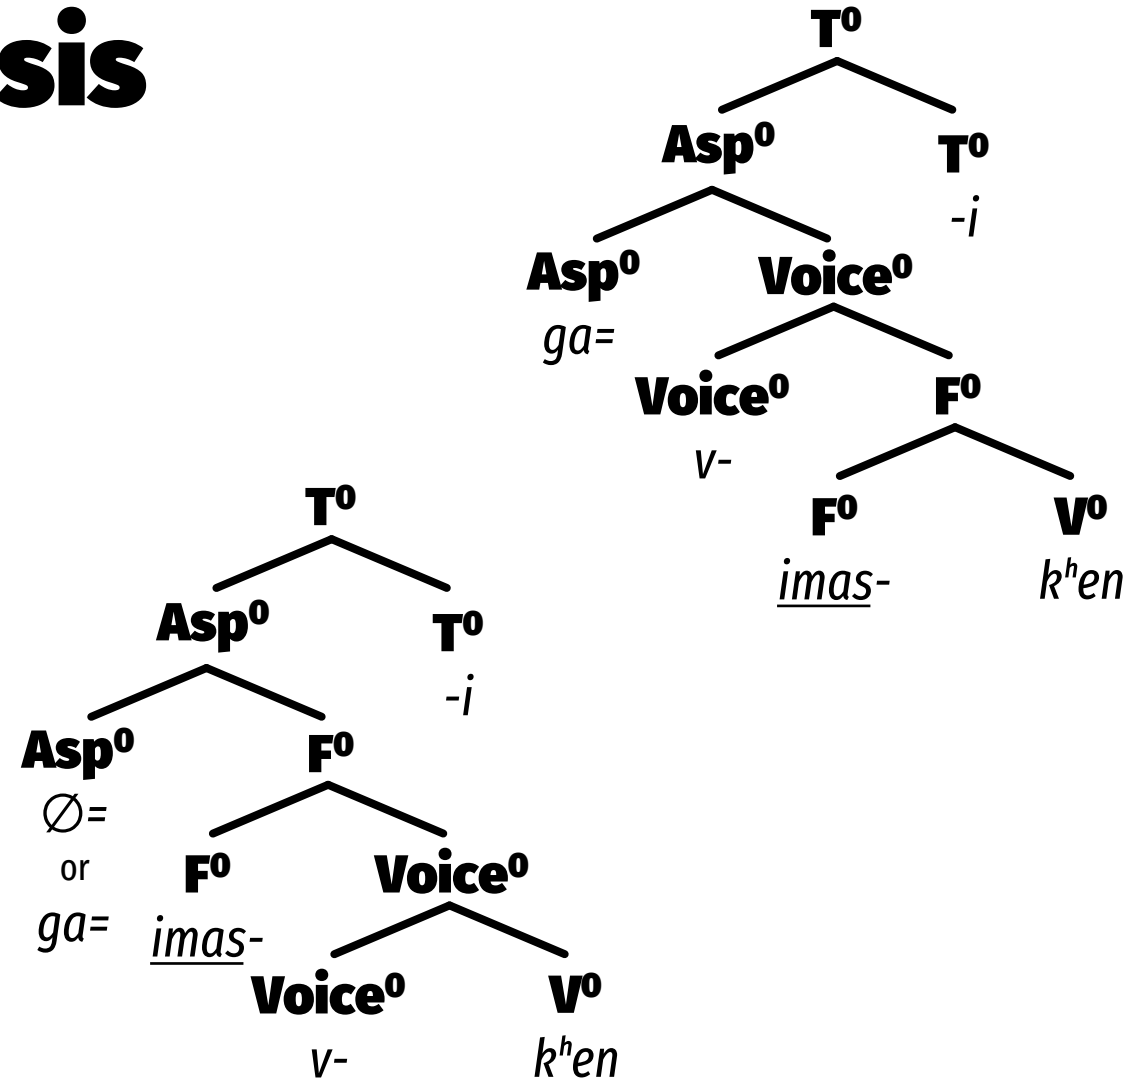 sis
T⁰
Asp⁰ T⁰
-i
Asp⁰ Voice⁰
ga=
Voice⁰ F⁰
v-
F⁰ V⁰
imas- kʰen
T⁰
Asp⁰ T⁰
-i
Asp⁰ F⁰
∅=
or
ga=
F⁰ Voice⁰
imas-
Voice⁰ V⁰
v- kʰen